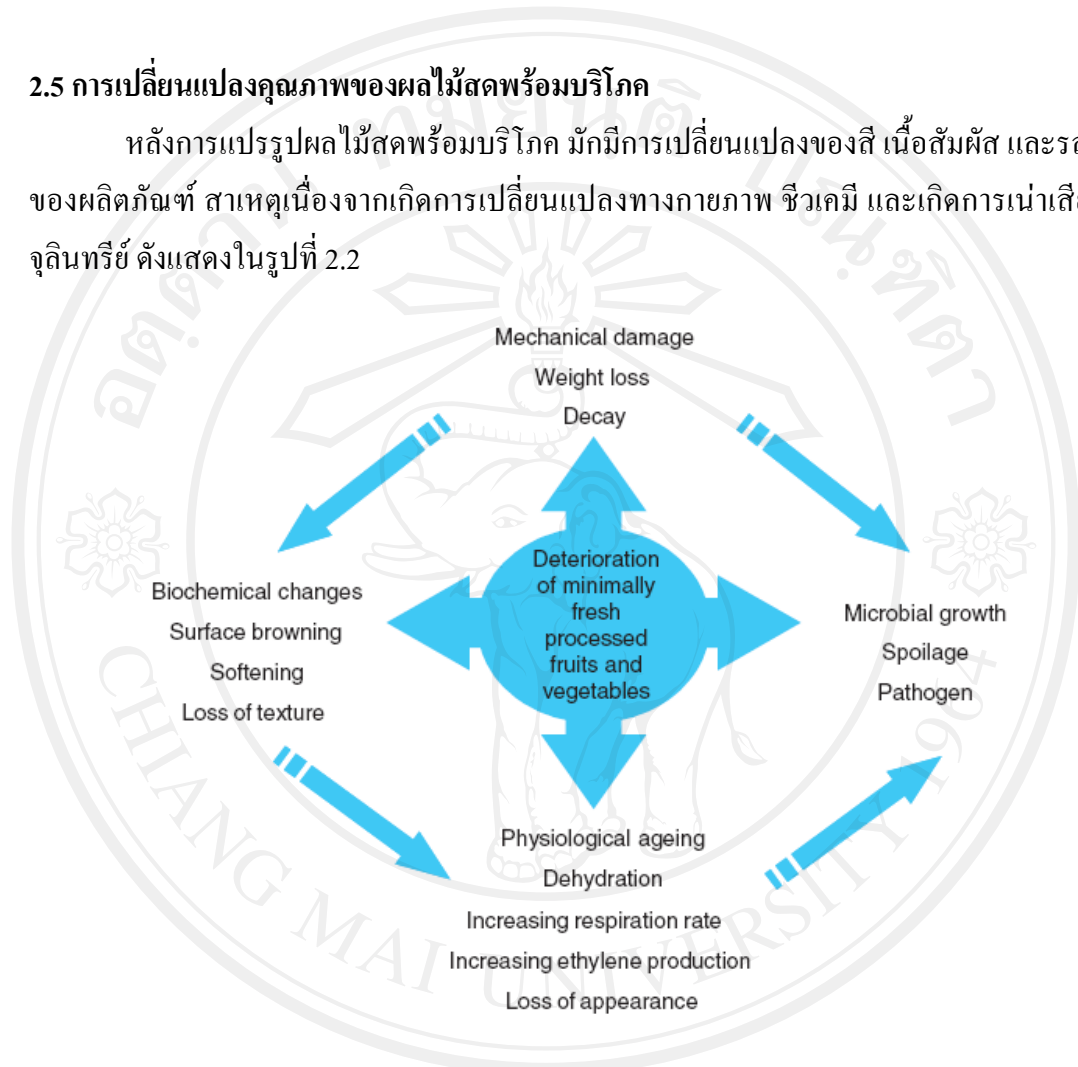 2.5 การเปลี่ยนแปลงคุณภาพของผลไม้สดพร้อมบริโภค
หลังการแปรรูปผลไม้สดพร้อมบริโภค มักมีการเปลี่ยนแปลงของสี เนื้อสัมผัส และ
ของผลิตภัณฑ์ สาเหตุเนื่องจากเกิดการเปลี่ยนแปลงทางกายภาพ ชีวเคมี และเกิดการ
จุลินทรีย์ ดังแสดงในรูปที่ 2.2
Mechanical damage
Weight loss
Decay
Deterioration
of minimally
fresh
processed
fruits and
vegetables
Biochemical changes
Surface browning
Softening
Loss of texture
Microbial growth
Spoilage
Pathogen
Physiological ageing
Dehydration
Increasing respiration rate
Increasing ethylene production
Loss of appearance
CHIANG MAI UNIVERSITY 1964